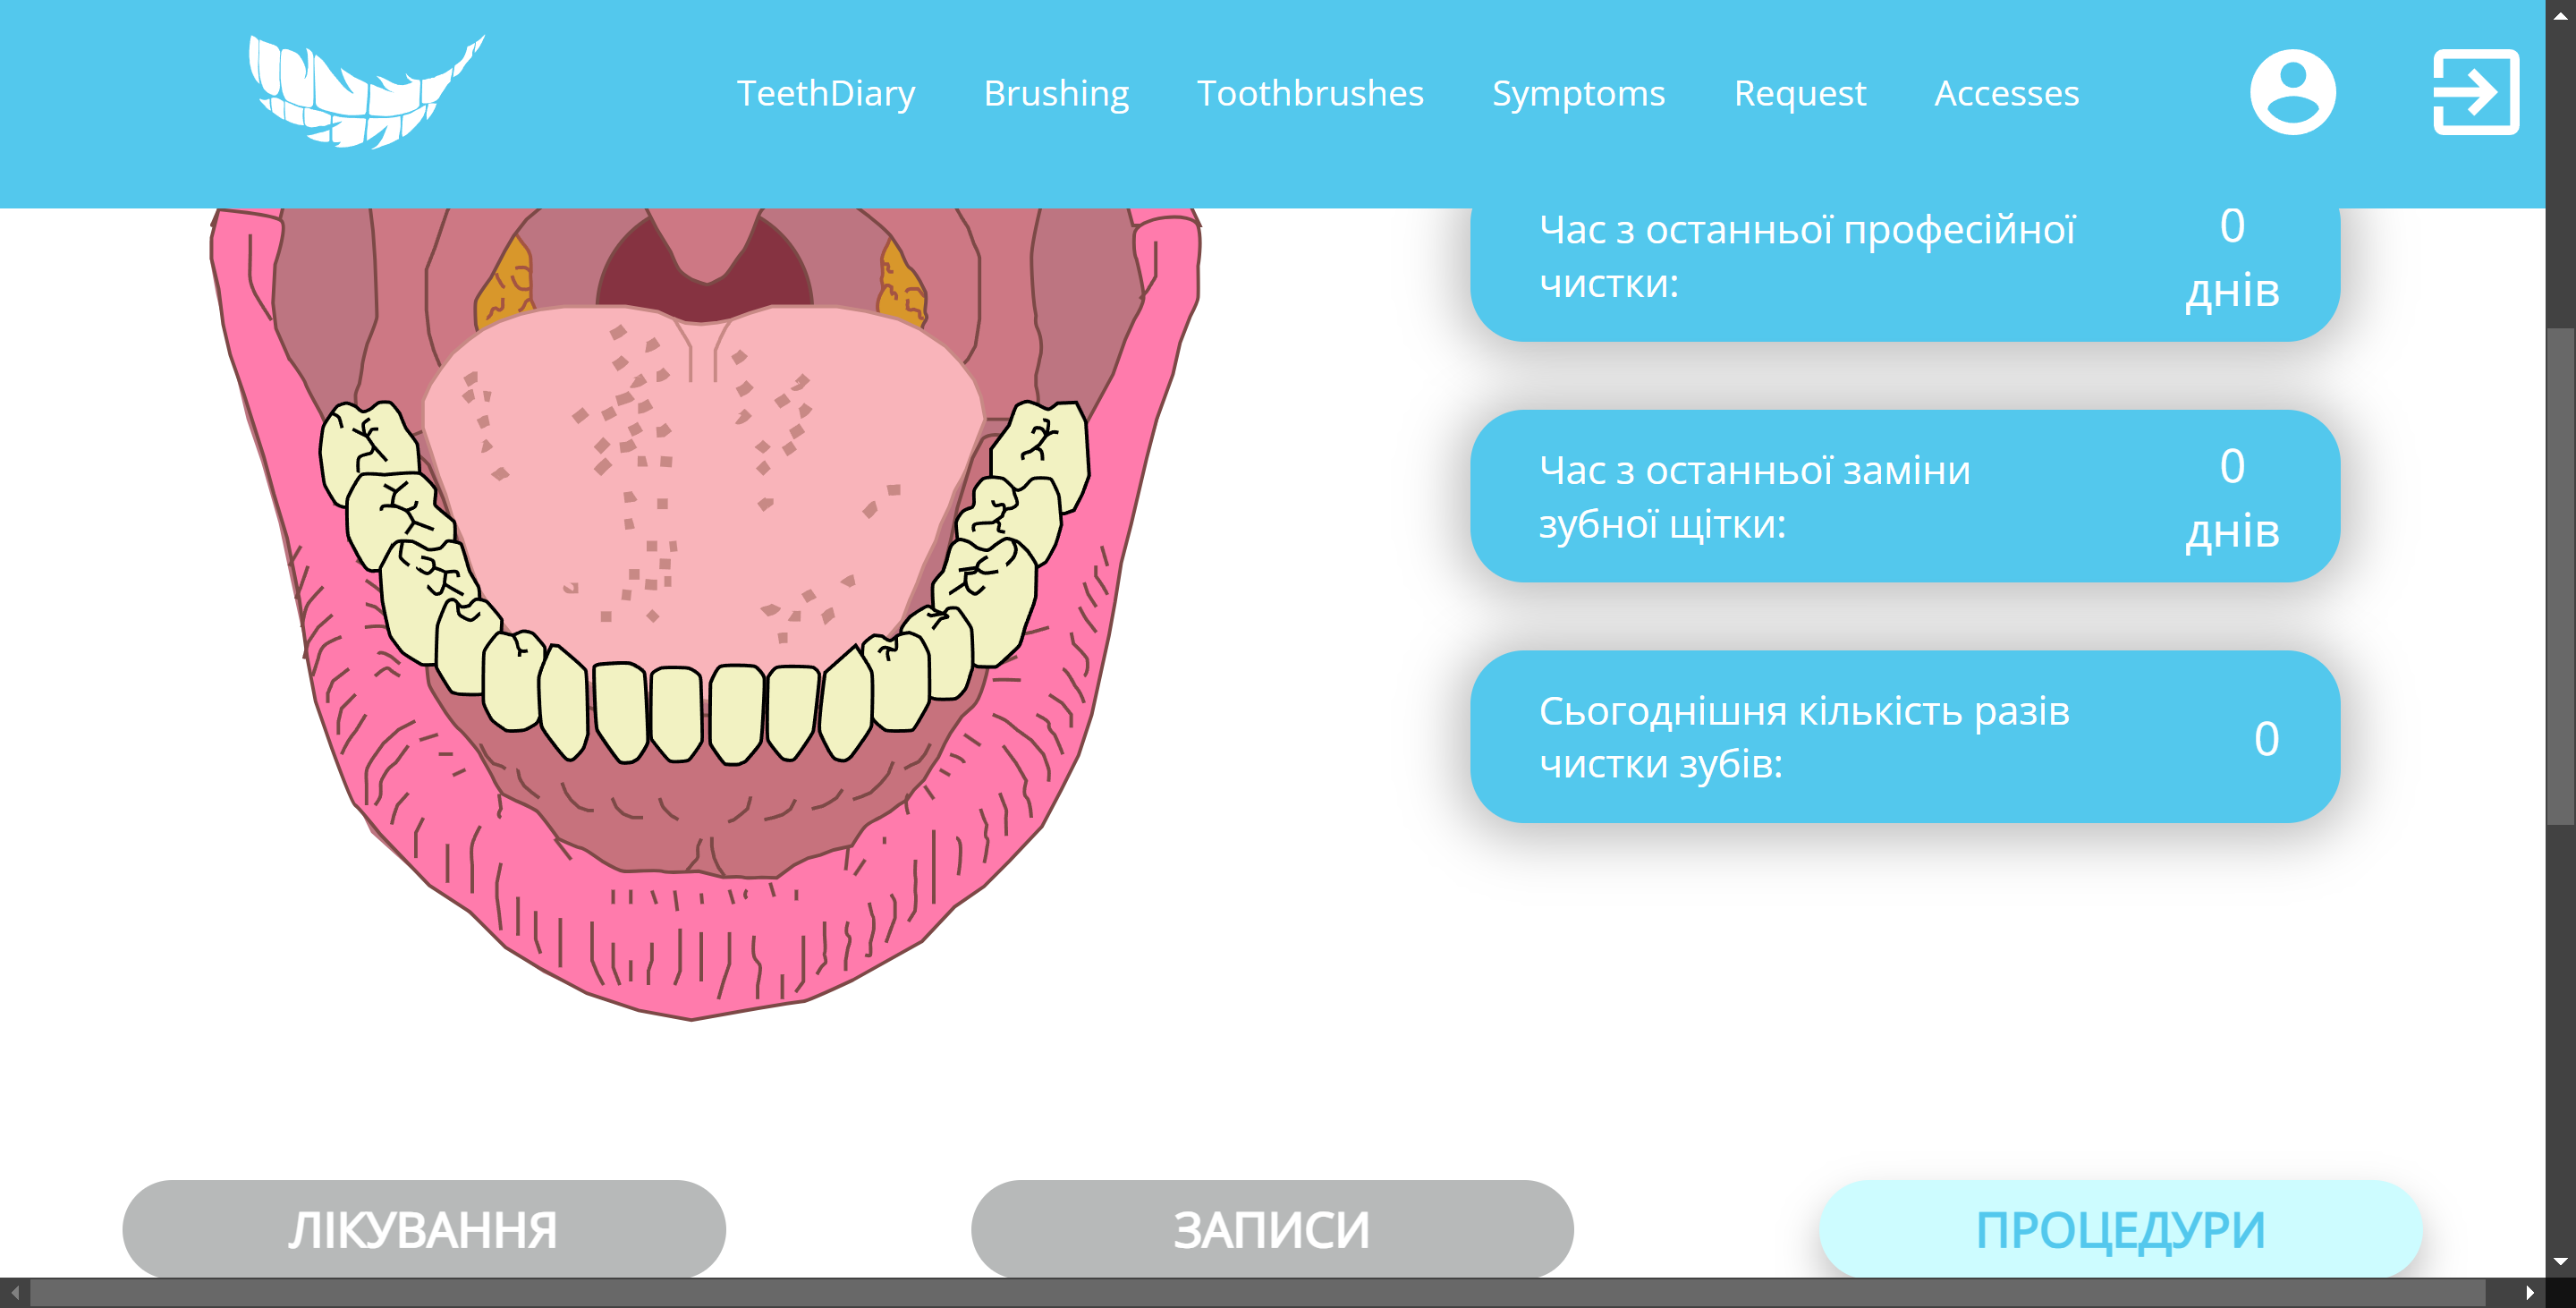 TeethDiary Brushing Toothbrushes Symptoms Request Accesses
Час з останньої професійної
чистки:
0
днів
Час з останньої заміни
зубної щітки:
0
днів
Сьогоднішня кількість разів
чистки зубів:
0
ЛІКУВАННЯ
ЗАПИСИ
ПРОЦЕДУРИ